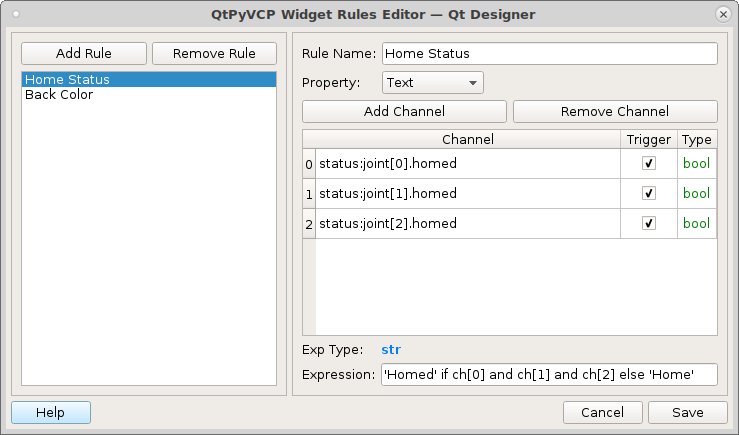 QtPyVCP Widget Rules Editor — Qt Designer
Add Rule Remove Rule
Home Status
Back Color
Rule Name: Home Status
Property: Text
Add Channel Remove Channel
Channel Trigger Type
0 status:joint[0].homed bool
1 status:joint[1].homed bool
2 status:joint[2].homed bool
Exp Type: str
Expression: 'Homed' if ch[0] and ch[1] and ch[2] else 'Home'
Help Cancel Save